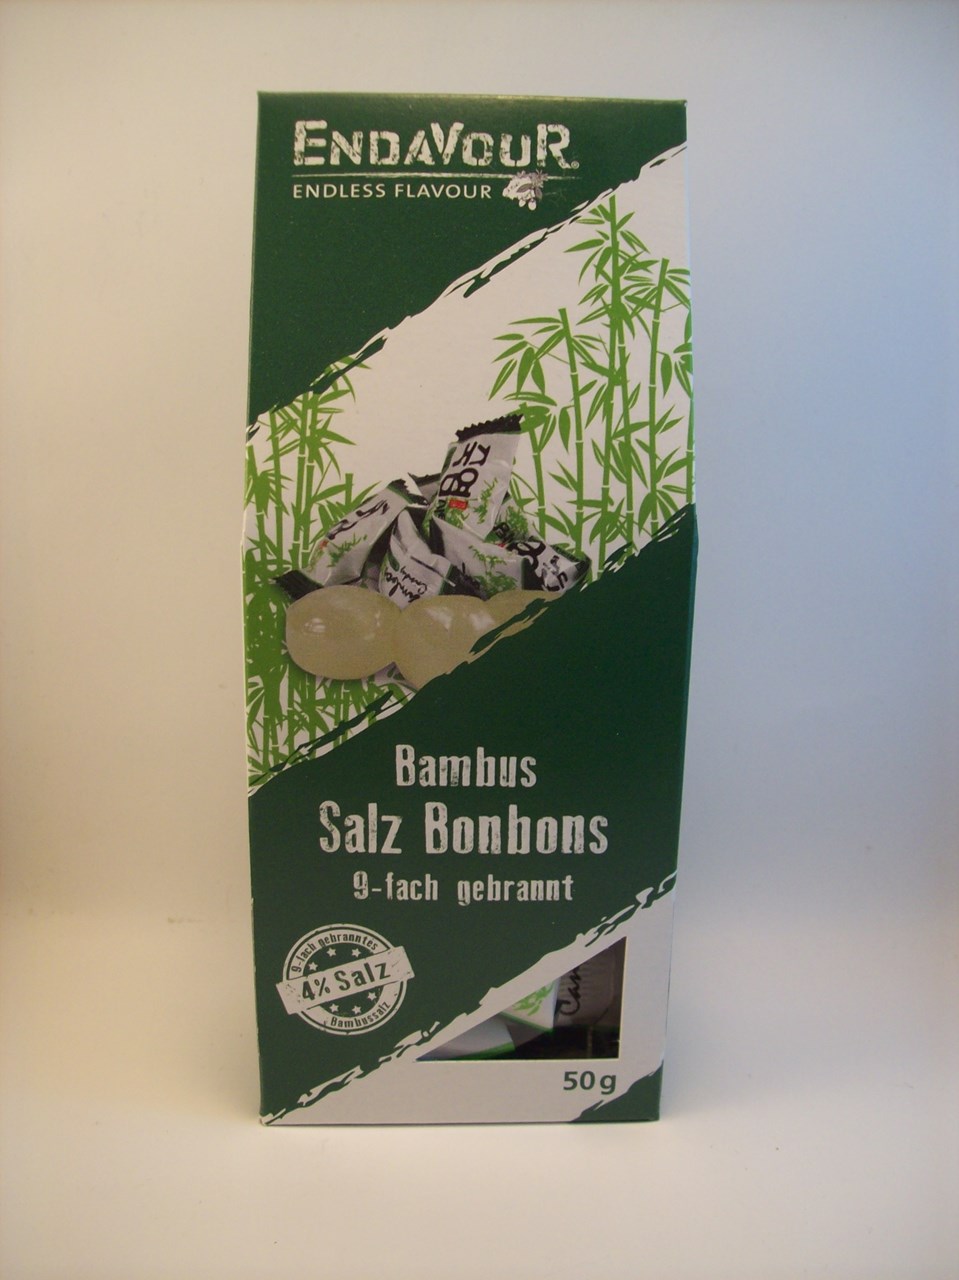 ENDAVOUR®
ENDLESS FLAVOUR
Bambus
Salz Bonbons
9-fach gebrannt
9-fach gebranntes
4% Salz
Bambussalz
50g